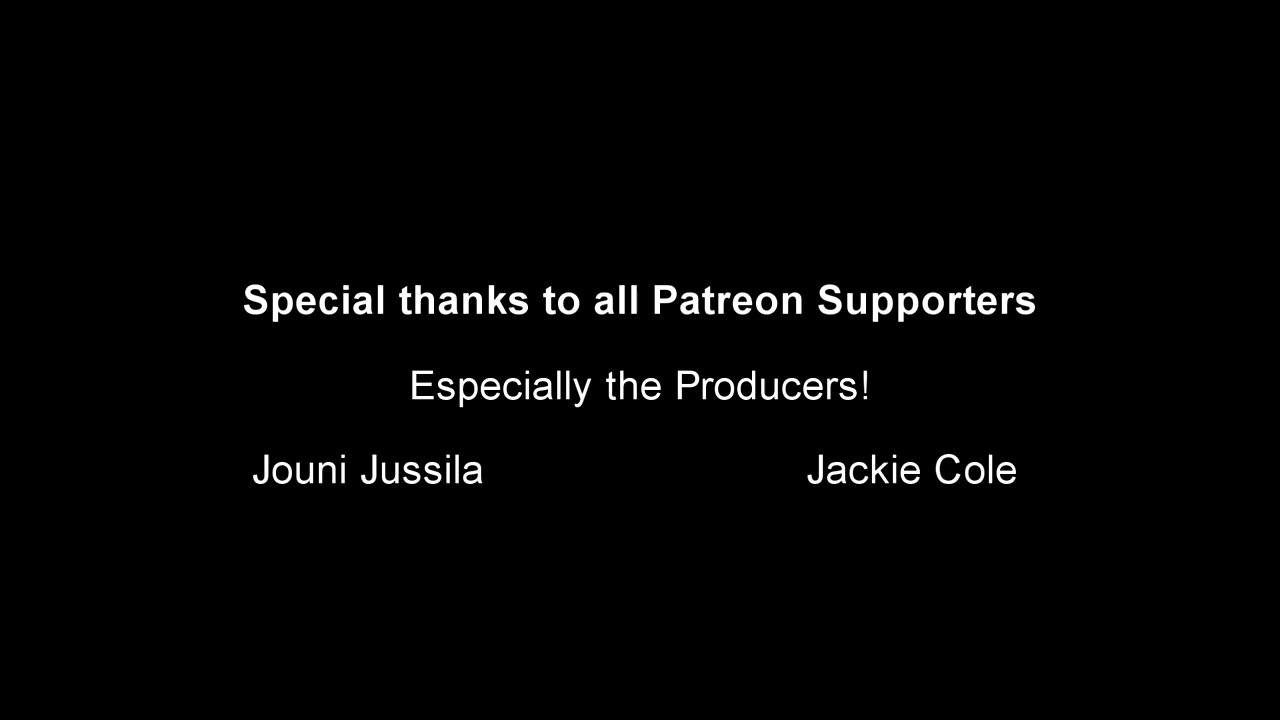 Special thanks to all Patreon Supporters
Especially the Producers!
Jouni Jussila Jackie Cole